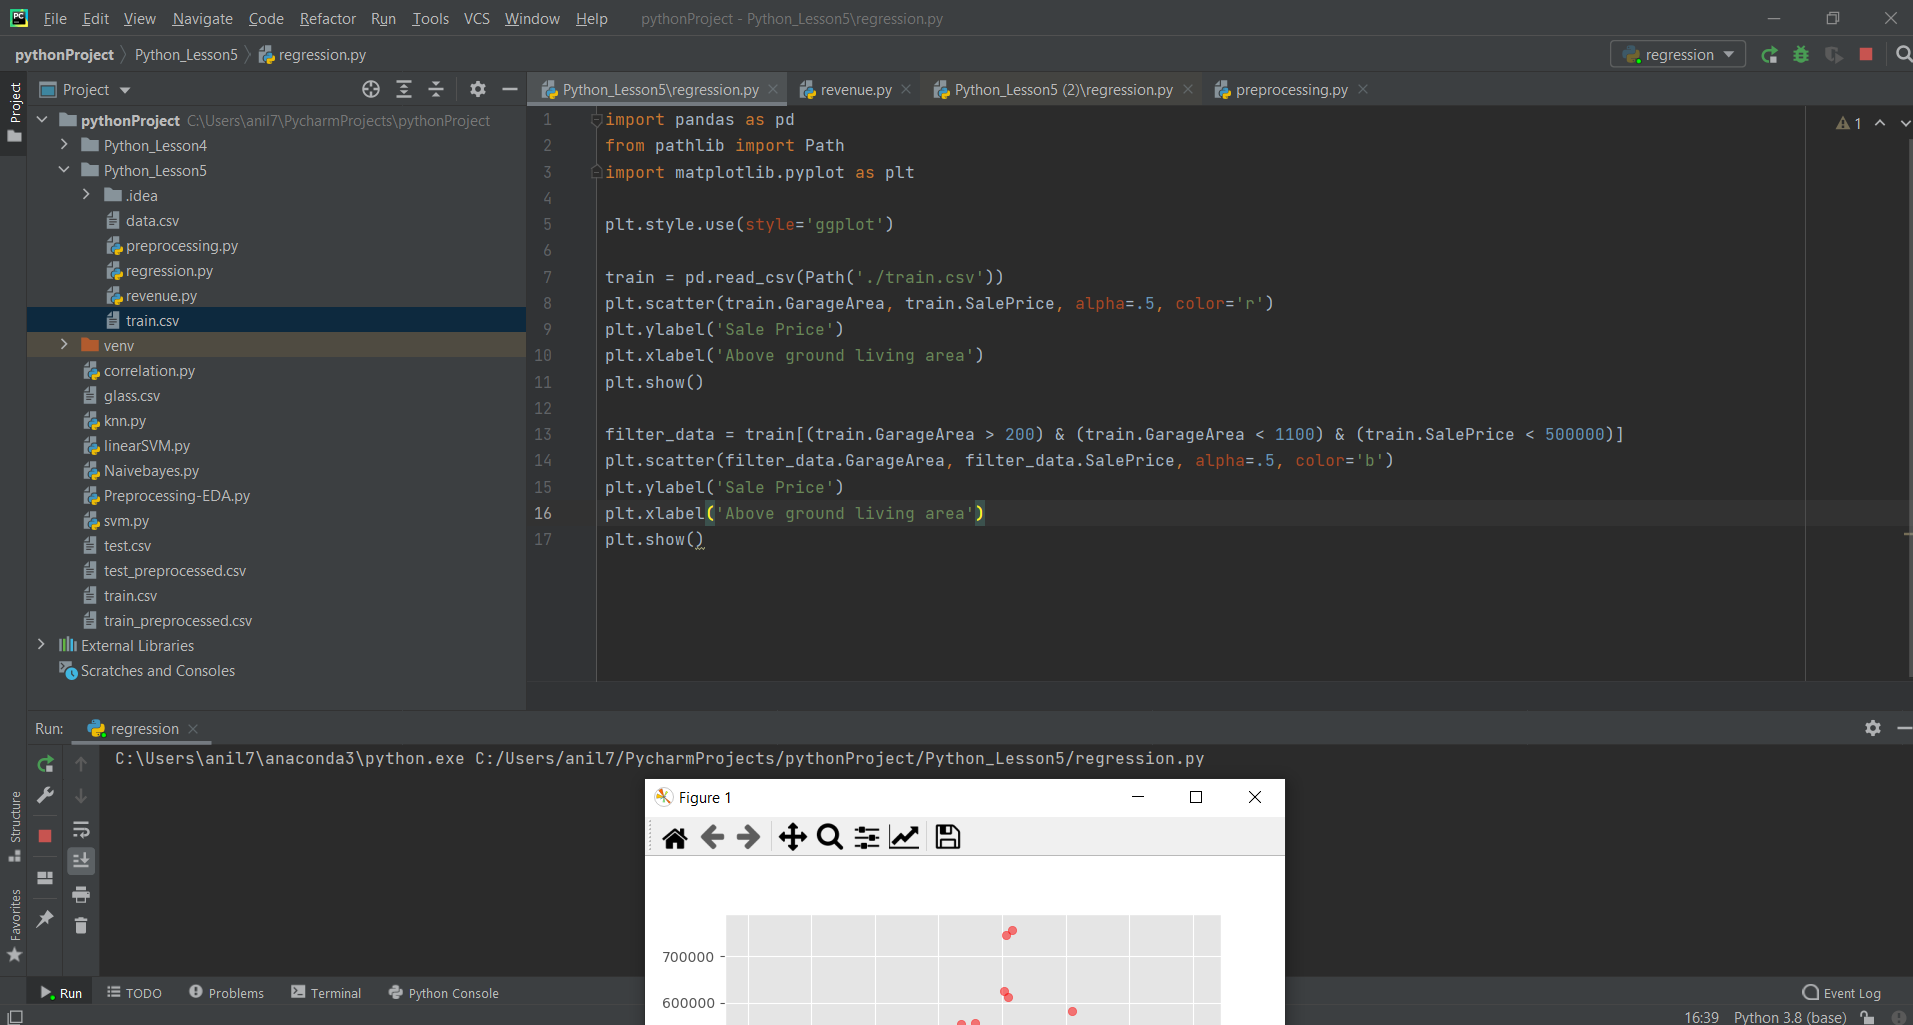 File Edit View Navigate Code Refactor Run Tools VCS Window Help pythonProject - Python_Lesson5\regression.py
pythonProject Python_Lesson5 regression.py regression
Project
Project
pythonProject C:\Users\anil7\PycharmProjects\pythonProject
Python_Lesson4
Python_Lesson5
.idea
data.csv
preprocessing.py
regression.py
revenue.py
train.csv
venv
correlation.py
glass.csv
knn.py
linearSVM.py
Naivebayes.py
Preprocessing-EDA.py
svm.py
test.csv
test_preprocessed.csv
train.csv
train_preprocessed.csv
External Libraries
Scratches and Consoles
Python_Lesson5\regression.py revenue.py Python_Lesson5 (2)\regression.py preprocessing.py
1
1 import pandas as pd
2 from pathlib import Path
3 import matplotlib.pyplot as plt
4
5 plt.style.use(style='ggplot')
6
7 train = pd.read_csv(Path('./train.csv'))
8 plt.scatter(train.GarageArea, train.SalePrice, alpha=.5, color='r')
9 plt.ylabel('Sale Price')
10 plt.xlabel('Above ground living area')
11 plt.show()
12
13 filter_data = train[(train.GarageArea > 200) & (train.GarageArea < 1100) & (train.SalePrice < 500000)]
14 plt.scatter(filter_data.GarageArea, filter_data.SalePrice, alpha=.5, color='b')
15 plt.ylabel('Sale Price')
16 plt.xlabel('Above ground living area')
17 plt.show()
Run: regression
C:\Users\anil7\anaconda3\python.exe C:/Users/anil7/PycharmProjects/pythonProject/Python_Lesson5/regression.py
Structure
Favorites
Figure 1
700000
600000
Run TODO Problems Terminal Python Console Event Log
16:39 Python 3.8 (base)